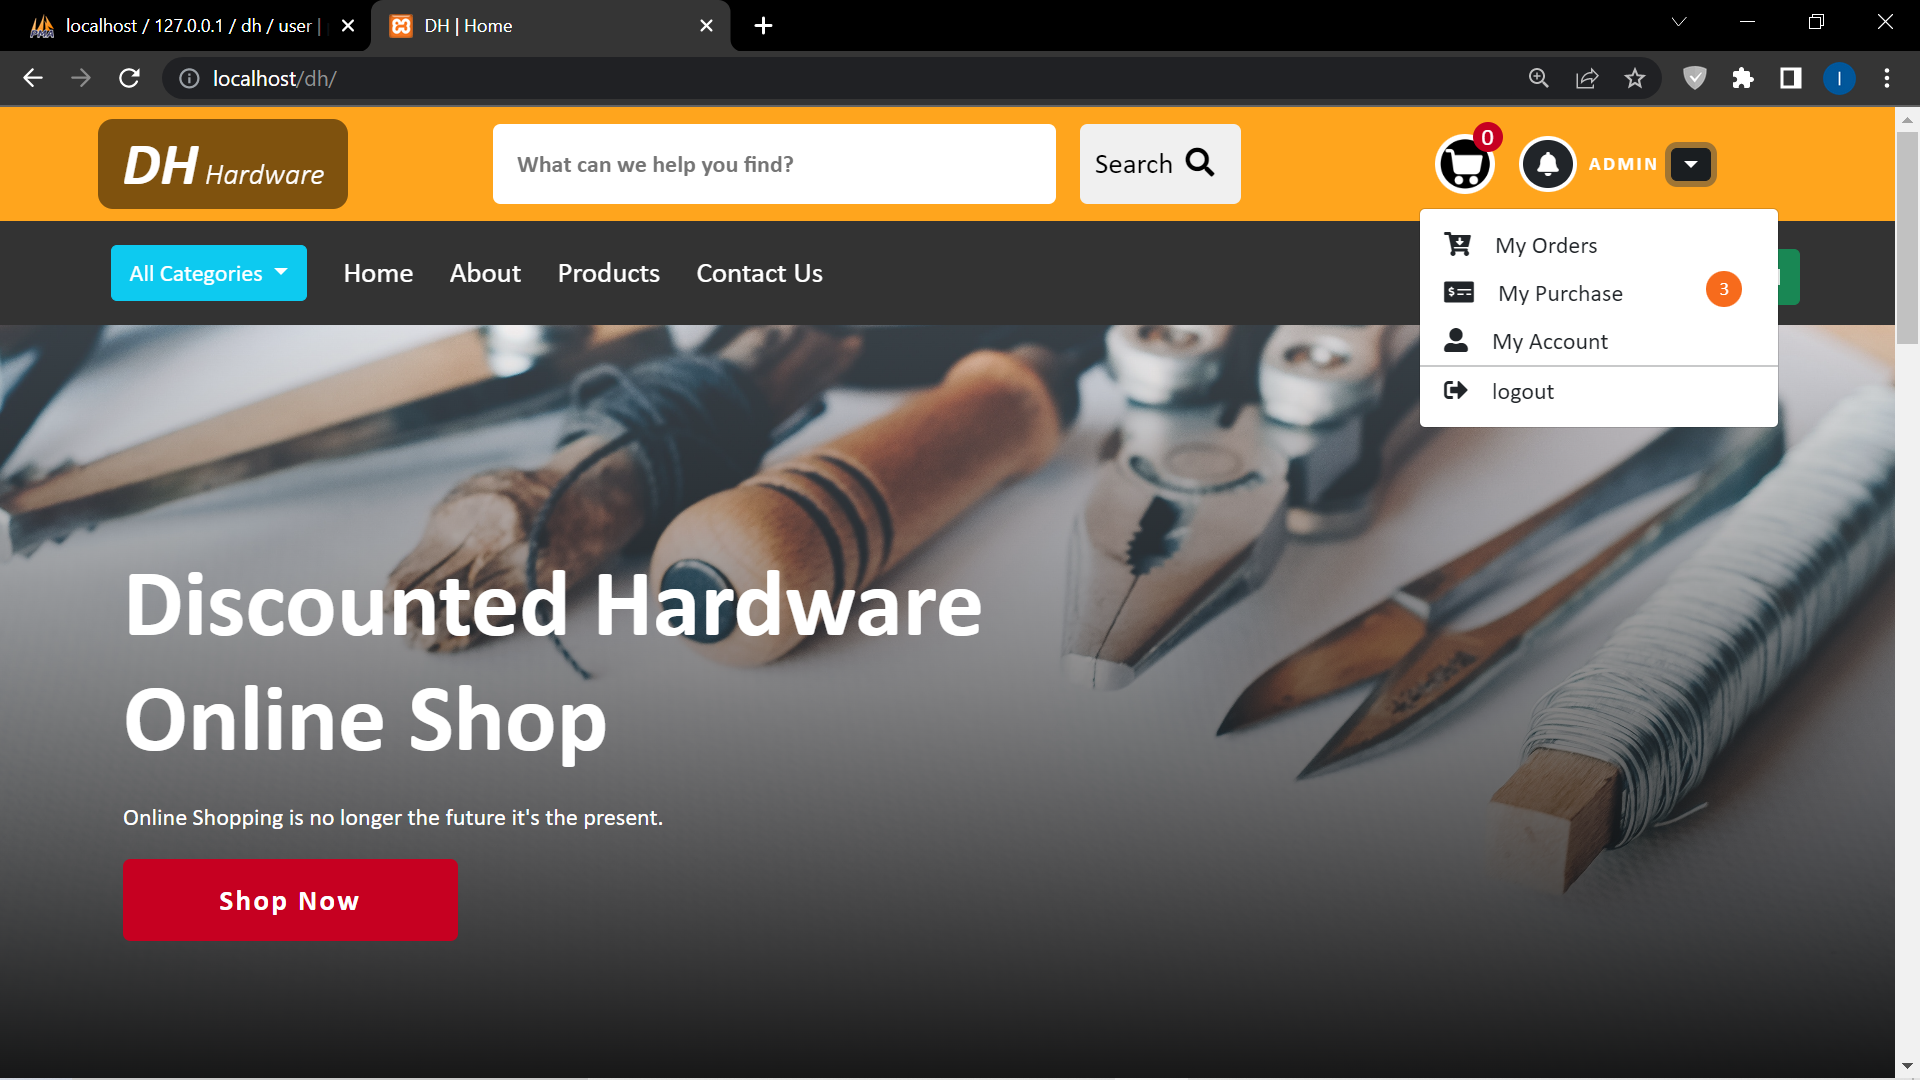 localhost / 127.0.0.1 / dh / user |
DH | Home
localhost/dh/
I
DH Hardware
What can we help you find?
Search
0
ADMIN
All Categories
Home
About
Products
Contact Us
My Orders
My Purchase
3
My Account
logout
Discounted Hardware
Online Shop
Online Shopping is no longer the future it's the present.
Shop Now